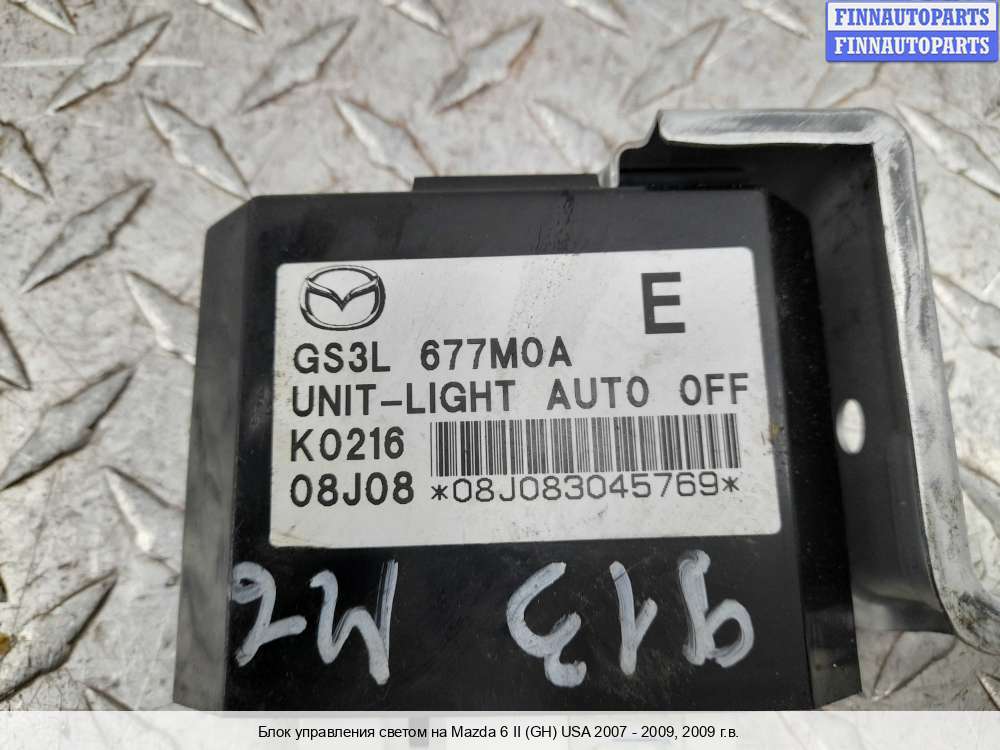 FINNAUTOPARTS
FINNAUTOPARTS
E
GS3L 677M0A
UNIT-LIGHT AUTO OFF
K0216
08J08 *08J083045769*
Блок управления светом на Mazda 6 II (GH) USA 2007 - 2009, 2009 г.в.